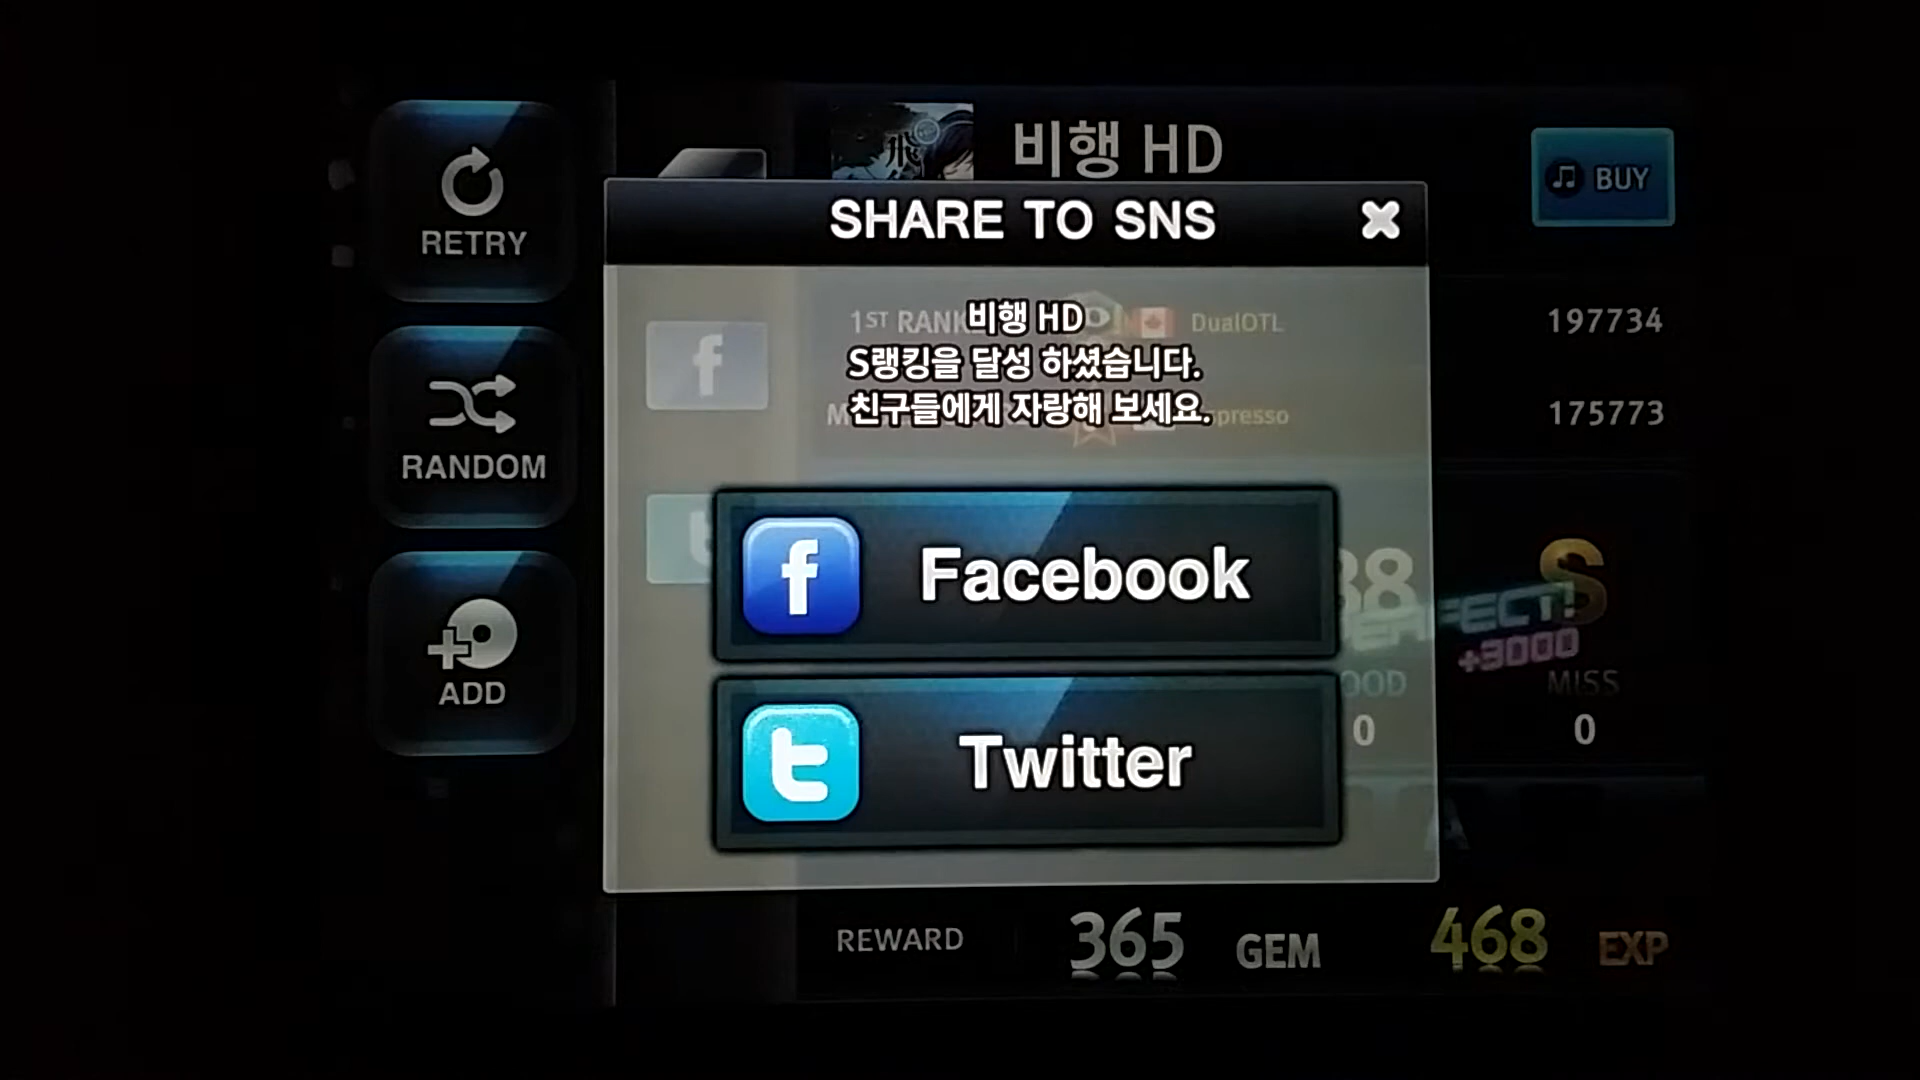 비행 HD
BUY
RETRY
RANDOM
ADD
SHARE TO SNS
1ST RANK
DualOTL
197734
175773
비행 HD
S랭킹을 달성 하셨습니다.
친구들에게 자랑해 보세요.
f
Facebook
t
Twitter
S
PERFECT!
+3000
MISS
0
0
REWARD
365 GEM
468 EXP